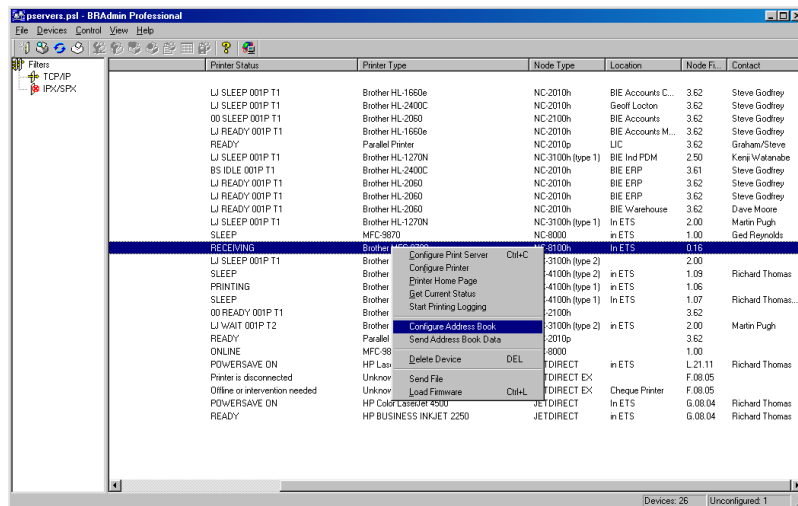 pservers.psl - BRAdmin Professional
File Devices Control View Help
Filters
TCP/IP
IPX/SPX
Printer Status Printer Type Node Type Location Node Fi... Contact
LJ SLEEP 001P T1 Brother HL-1660e NC-2010h BIE Accounts C... 3.62 Steve Godfrey
LJ SLEEP 001P T1 Brother HL-2400C NC-2010h Geoff Locton 3.62 Steve Godfrey
00 SLEEP 001P T1 Brother HL-2060 NC-2100h BIE Accounts 3.62 Steve Godfrey
LJ READY 001P T1 Brother HL-1660e NC-2010h BIE Accounts M... 3.62 Steve Godfrey
READY Parallel Printer NC-2010p LIC 3.62 Graham/Steve
LJ SLEEP 001P T1 Brother HL-1270N NC-3100h (type 1) BIE Ind PDM 2.50 Kenji Watanabe
BS IDLE 001P T1 Brother HL-2400C NC-2010h BIE ERP 3.61 Steve Godfrey
LJ READY 001P T1 Brother HL-2060 NC-2010h BIE ERP 3.62 Steve Godfrey
LJ READY 001P T1 Brother HL-2060 NC-2010h BIE ERP 3.62 Steve Godfrey
LJ READY 001P T1 Brother HL-2060 NC-2010h BIE Warehouse 3.62 Dave Moore
LJ SLEEP 001P T1 Brother HL-1270N NC-3100h (type 1) In ETS 2.00 Martin Pugh
SLEEP MFC-9870 NC-8000 in ETS 1.00 Ged Reynolds
RECEIVING Brother -8100h In ETS 0.16
LJ SLEEP 001P T1 Brother -3100h (type 2) 2.00
SLEEP Brother -4100h (type 2) in ETS 1.09 Richard Thomas
PRINTING Brother -4100h (type 1) in ETS 1.06
SLEEP Brother -4100h (type 1) In ETS 1.07 Richard Thomas...
00 READY 001P T1 Brother -2100h 3.62
LJ WAIT 001P T2 Brother -3100h (type 2) in ETS 2.00 Martin Pugh
READY Parallel -2010p 3.62
ONLINE MFC-98 -8000 1.00
POWERSAVE ON HP Las TDIRECT in ETS L.21.11 Richard Thomas
Printer is disconnected Unknow TDIRECT EX F.08.05
Offline or intervention needed Unknow TDIRECT EX Cheque Printer F.08.05
POWERSAVE ON HP Color LaserJet 4500 JETDIRECT In ETS G.08.04 Richard Thomas
READY HP BUSINESS INKJET 2250 JETDIRECT in ETS G.08.04 Richard Thomas
Configure Print Server Ctrl+C
Configure Printer
Printer Home Page
Get Current Status
Start Printing Logging
Configure Address Book
Send Address Book Data
Delete Device DEL
Send File
Load Firmware Ctrl+L
Devices: 26 Unconfigured: 1